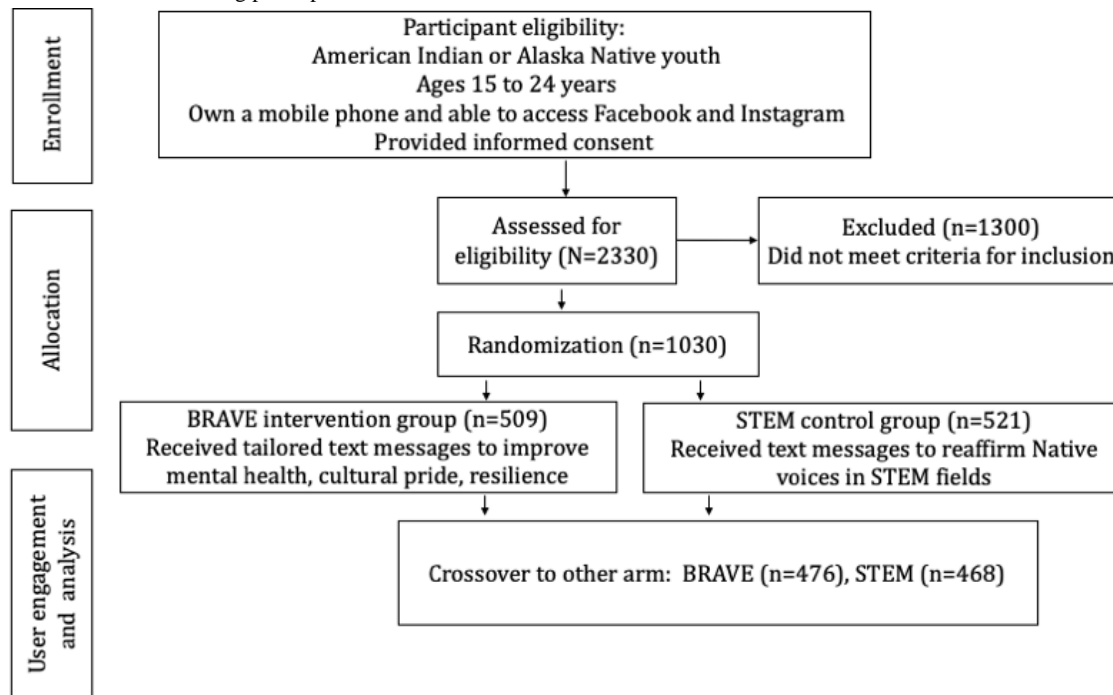 Enrollment
Participant eligibility:
American Indian or Alaska Native youth
Ages 15 to 24 years
Own a mobile phone and able to access Facebook and Instagram
Provided informed consent
Allocation
Assessed for
eligibility (N=2330)
Excluded (n=1300)
Did not meet criteria for inclusion
Randomization (n=1030)
BRAVE intervention group (n=509)
Received tailored text messages to improve
mental health, cultural pride, resilience
STEM control group (n=521)
Received text messages to reaffirm Native
voices in STEM fields
User engagement
and analysis
Crossover to other arm: BRAVE (n=476), STEM (n=468)